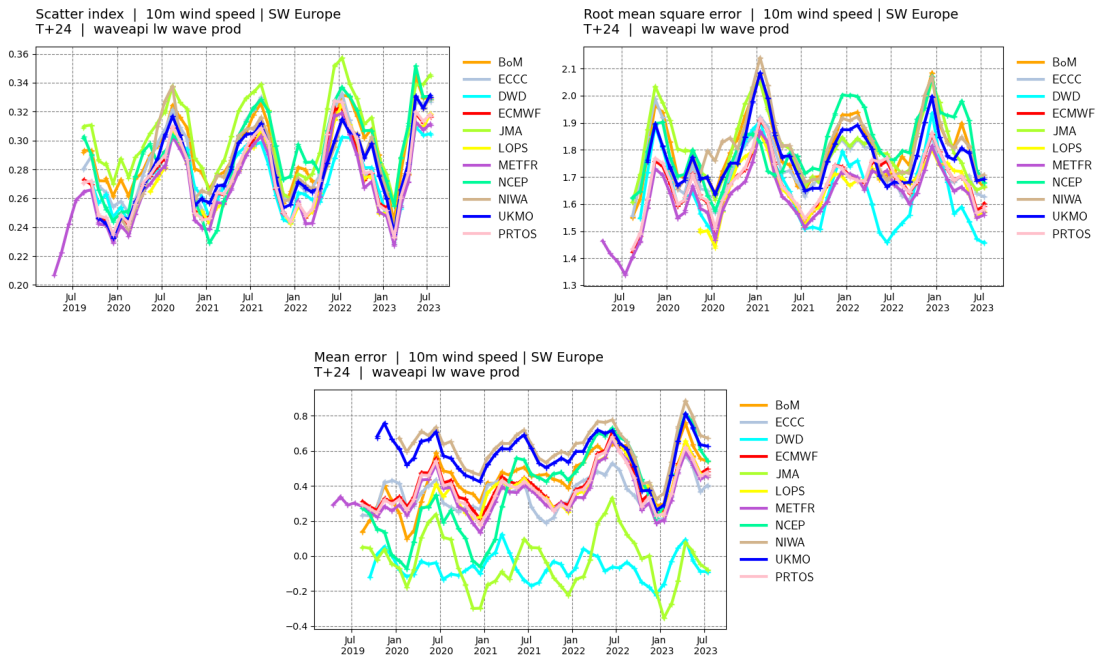 Scatter index | 10m wind speed | SW Europe
T+24 | waveapi lw wave prod
0.36
0.34
0.32
0.30
0.28
0.26
0.24
0.22
0.20
Jul 2019
Jan 2020
Jul 2020
Jan 2021
Jul 2021
Jan 2022
Jul 2022
Jan 2023
Jul 2023
BoM
ECCC
DWD
ECMWF
JMA
LOPS
METFR
NCEP
NIWA
UKMO
PRTOS
Root mean square error | 10m wind speed | SW Europe
T+24 | waveapi lw wave prod
2.1
2.0
1.9
1.8
1.7
1.6
1.5
1.4
1.3
Jul 2019
Jan 2020
Jul 2020
Jan 2021
Jul 2021
Jan 2022
Jul 2022
Jan 2023
Jul 2023
BoM
ECCC
DWD
ECMWF
JMA
LOPS
METFR
NCEP
NIWA
UKMO
PRTOS
Mean error | 10m wind speed | SW Europe
T+24 | waveapi lw wave prod
0.8
0.6
0.4
0.2
0.0
−0.2
−0.4
Jul 2019
Jan 2020
Jul 2020
Jan 2021
Jul 2021
Jan 2022
Jul 2022
Jan 2023
Jul 2023
BoM
ECCC
DWD
ECMWF
JMA
LOPS
METFR
NCEP
NIWA
UKMO
PRTOS